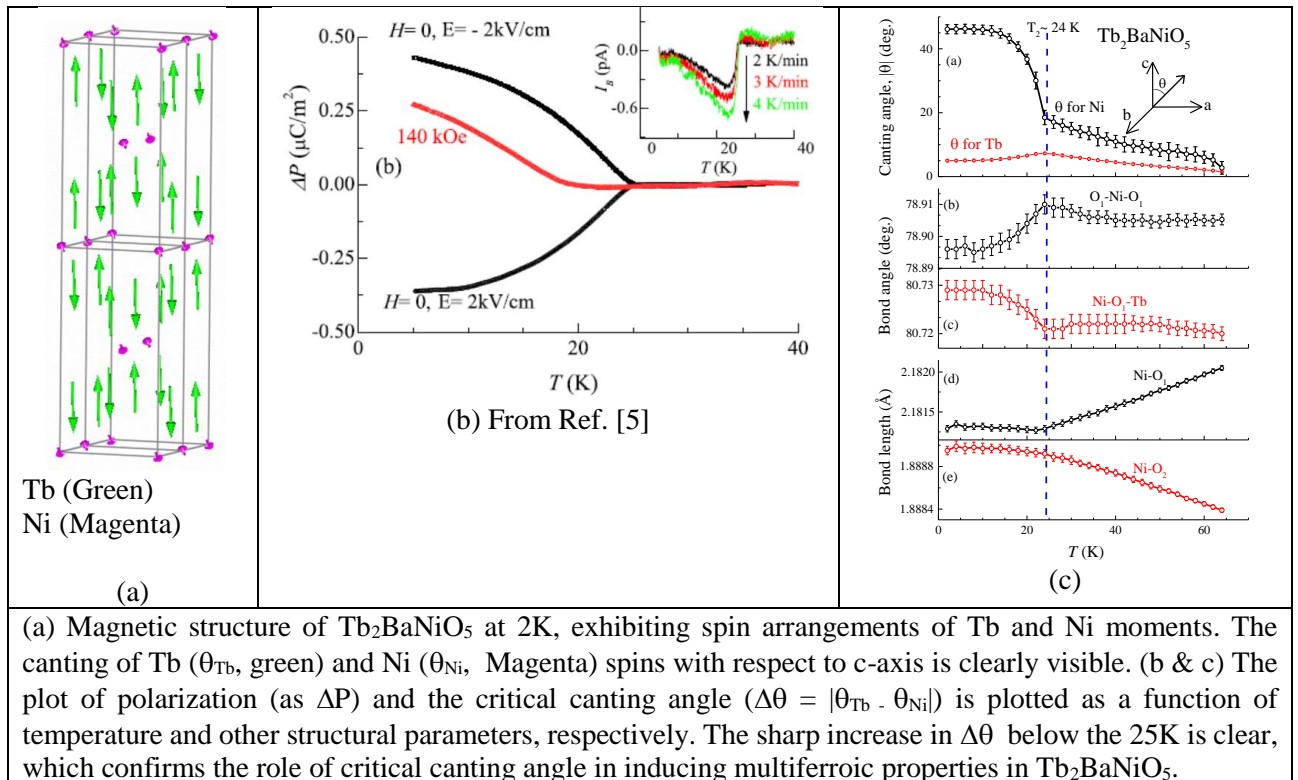 Tb (Green)
Ni (Magenta)
(a)
0.50
0.25
0.00
-0.25
-0.50
ΔP (μC/m²)
H= 0, E= - 2kV/cm
140 kOe
(b)
H= 0, E= 2kV/cm
0
20
40
T (K)
0.0
-0.6
I_B (pA)
2 K/min
3 K/min
4 K/min
0
20
40
T (K)
(b) From Ref. [5]
T₂~ 24 K
Tb₂BaNiO₅
(a)
c
θ
a
b
θ for Ni
θ for Tb
40
20
0
Canting angle, |θ| (deg.)
(b)
O₁-Ni-O₁
78.91
78.90
78.89
Bond angle (deg.)
80.73
80.72
(c)
Ni-O₁-Tb
(d)
Ni-O₁
2.1820
2.1815
Bond length (Å)
Ni-O₂
1.8888
1.8884
(e)
0
20
40
60
T (K)
(c)
(a) Magnetic structure of Tb₂BaNiO₅ at 2K, exhibiting spin arrangements of Tb and Ni moments. The
canting of Tb (θTb, green) and Ni (θNi, Magenta) spins with respect to c-axis is clearly visible. (b & c) The
plot of polarization (as ΔP) and the critical canting angle (Δθ = |θTb - θNi|) is plotted as a function of
temperature and other structural parameters, respectively. The sharp increase in Δθ below the 25K is clear,
which confirms the role of critical canting angle in inducing multiferroic properties in Tb₂BaNiO₅.